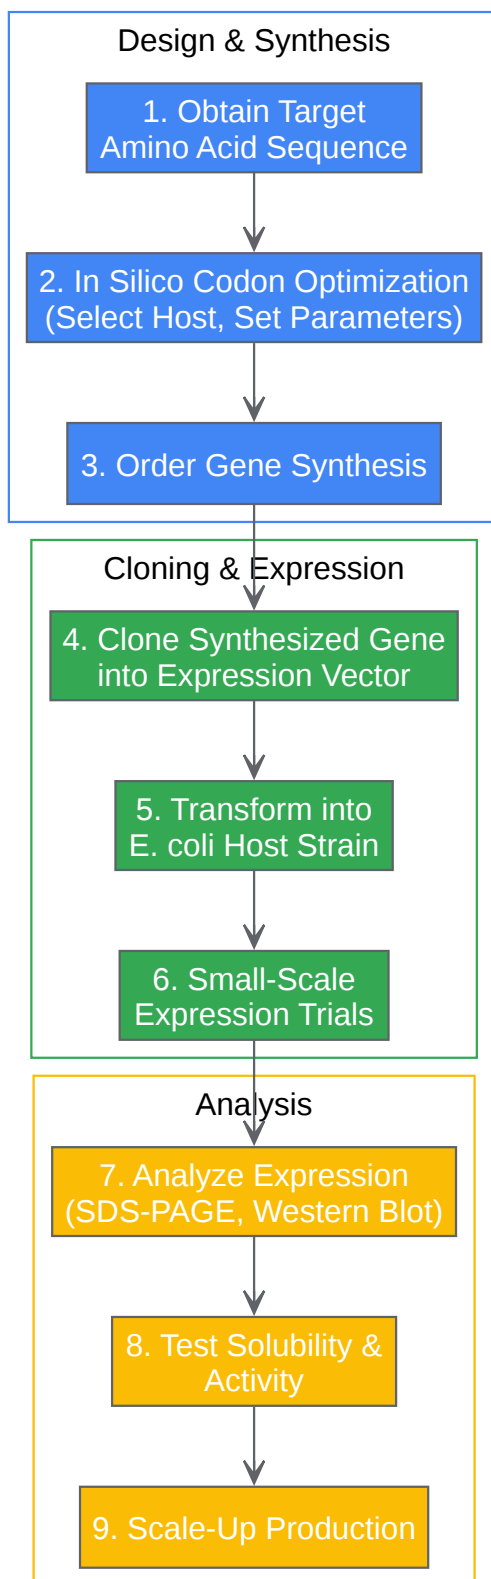 Design & Synthesis
1. Obtain Target
Amino Acid Sequence
2. In Silico Codon Optimization
(Select Host, Set Parameters)
3. Order Gene Synthesis
Cloning & Expression
4. Clone Synthesized Gene
into Expression Vector
5. Transform into
E. coli Host Strain
6. Small-Scale
Expression Trials
Analysis
7. Analyze Expression
(SDS-PAGE, Western Blot)
8. Test Solubility &
Activity
9. Scale-Up Production